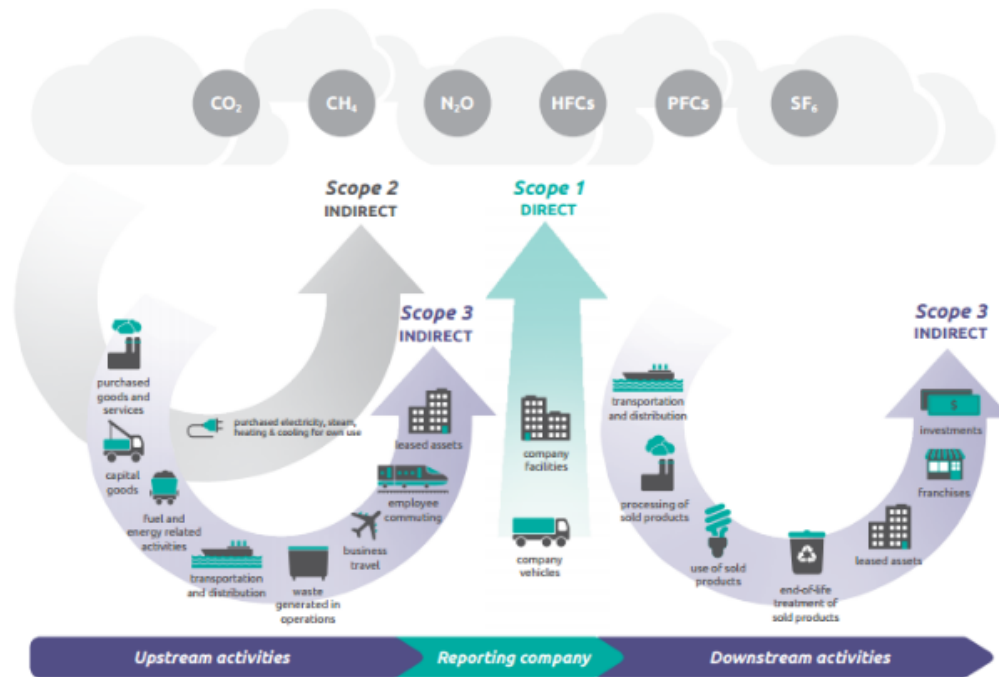 CO₂
CH₄
N₂O
HFCs
PFCs
SF₆
Scope 2
INDIRECT
Scope 1
DIRECT
Scope 3
INDIRECT
Scope 3
INDIRECT
purchased
goods and
services
capital
goods
fuel and
energy related
activities
transportation
and distribution
waste
generated in
operations
business
travel
employee
commuting
leased assets
purchased electricity, steam,
heating & cooling for own use
company
facilities
company
vehicles
transportation
and distribution
processing of
sold products
use of sold
products
end-of-life
treatment of
sold products
leased assets
franchises
$
investments
Upstream activities
Reporting company
Downstream activities